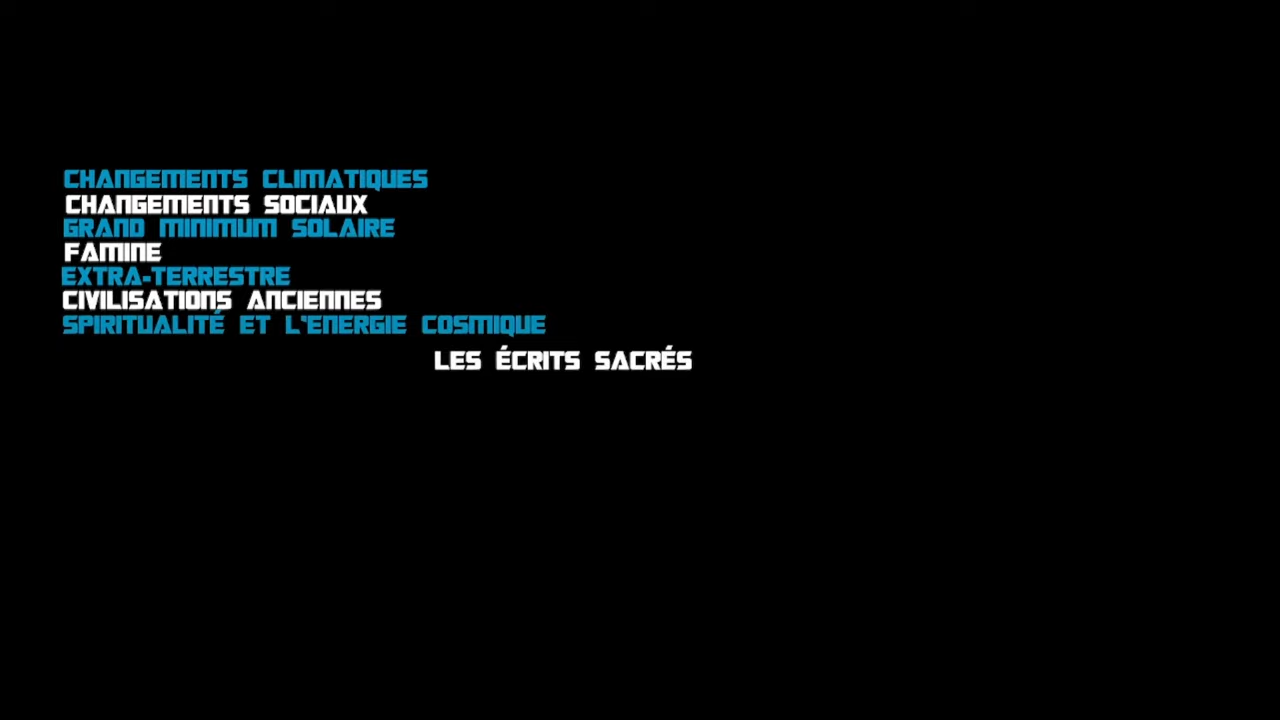 CHANGEMENTS CLIMATIQUES
CHANGEMENTS SOCIAUX
GRAND MINIMUM SOLAIRE
FAMINE
EXTRA-TERRESTRE
CIVILISATIONS ANCIENNES
SPIRITUALITÉ ET L'ENERGIE COSMIQUE
LES ÉCRITS SACRÉS